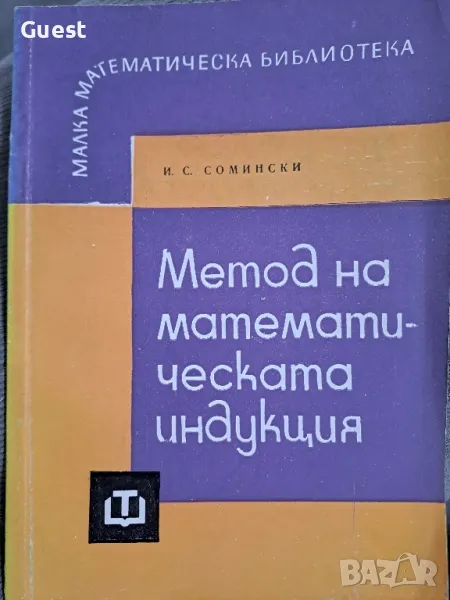 Guest
МАЛКА МАТЕМАТИЧЕСКА БИБЛИОТЕКА
И. С. СОМИНСКИ
Метод на
математи-
ческата
индукция
Т
BAZAR